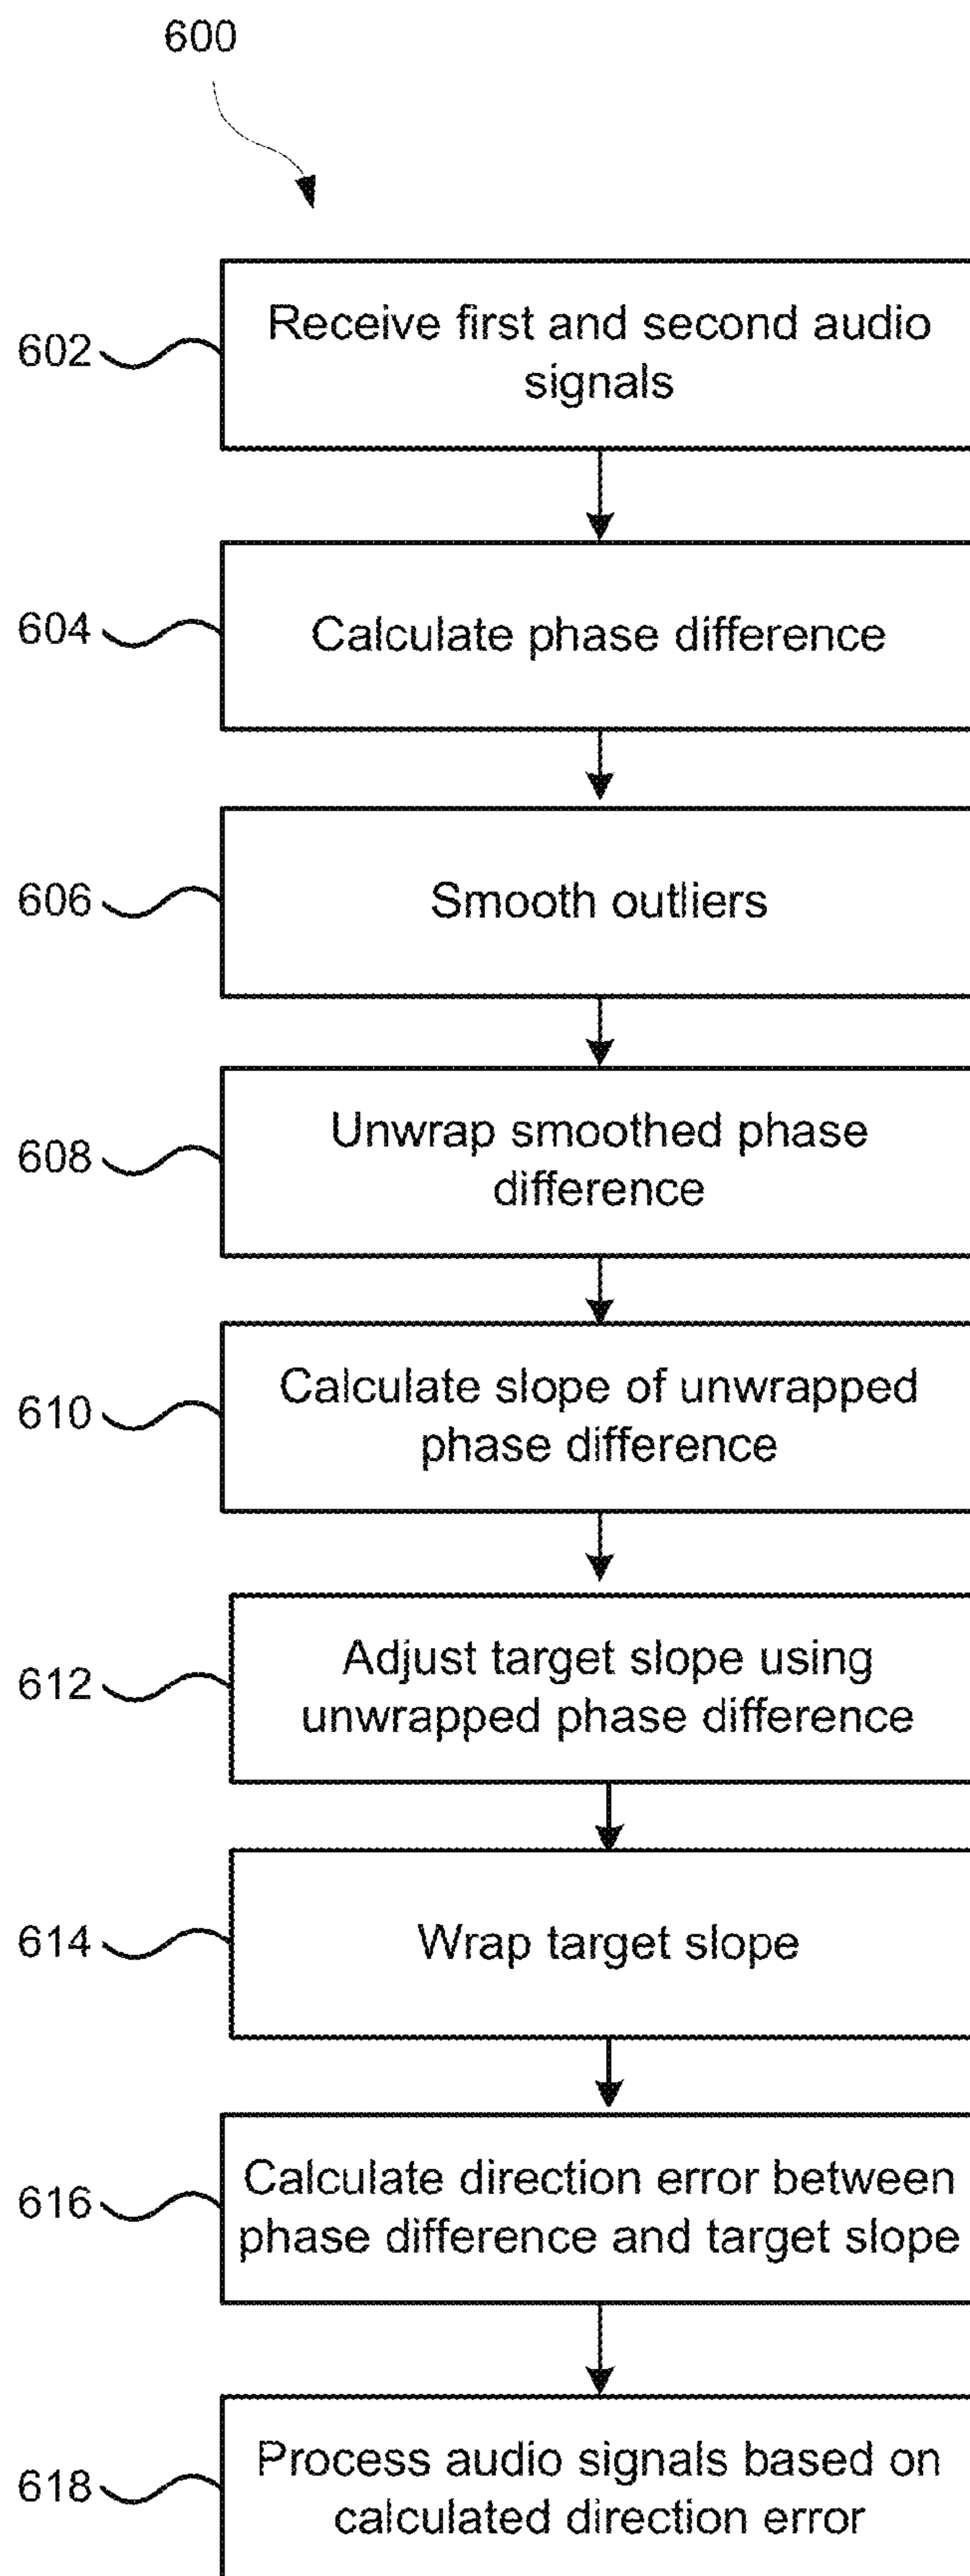 600
602
Receive first and second audio
signals
604
Calculate phase difference
606
Smooth outliers
608
Unwrap smoothed phase
difference
610
Calculate slope of unwrapped
phase difference
612
Adjust target slope using
unwrapped phase difference
614
Wrap target slope
616
Calculate direction error between
phase difference and target slope
618
Process audio signals based on
calculated direction error